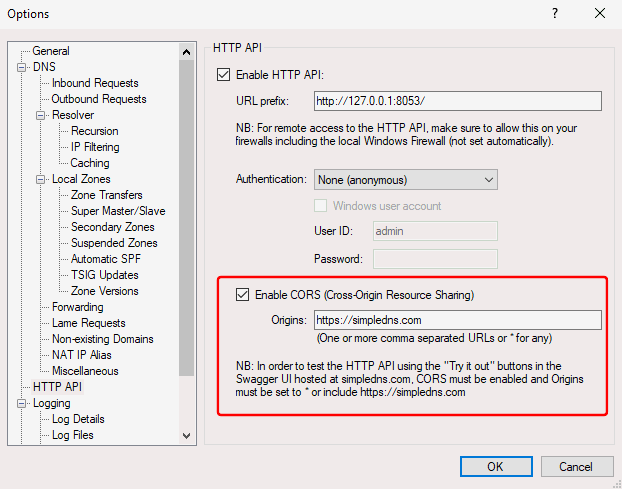 Options
?
General
DNS
Inbound Requests
Outbound Requests
Resolver
Recursion
IP Filtering
Caching
Local Zones
Zone Transfers
Super Master/Slave
Secondary Zones
Suspended Zones
Automatic SPF
TSIG Updates
Zone Versions
Forwarding
Lame Requests
Non-existing Domains
NAT IP Alias
Miscellaneous
HTTP API
Logging
Log Details
Log Files
HTTP API
Enable HTTP API:
URL prefix: http://127.0.0.1:8053/
NB: For remote access to the HTTP API, make sure to allow this on your
firewalls including the local Windows Firewall (not set automatically).
Authentication: None (anonymous)
Windows user account
User ID: admin
Password:
Enable CORS (Cross-Origin Resource Sharing)
Origins: https://simpledns.com
(One or more comma separated URLs or * for any)
NB: In order to test the HTTP API using the "Try it out" buttons in the
Swagger UI hosted at simpledns.com, CORS must be enabled and Origins
must be set to * or include https://simpledns.com
OK Cancel